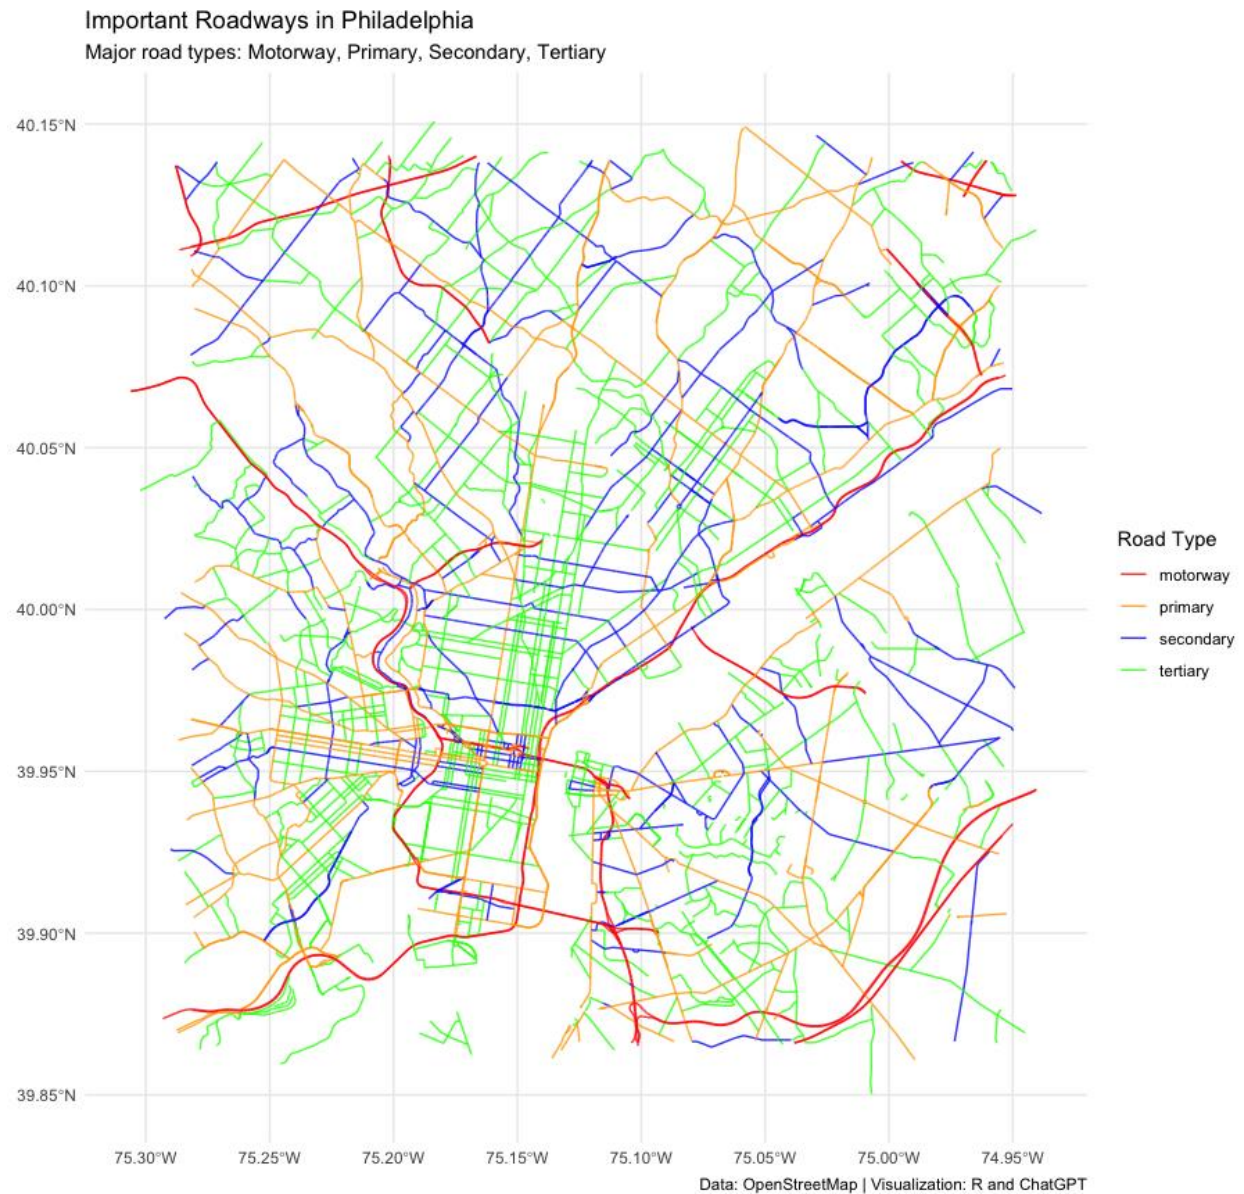 Important Roadways in Philadelphia
Major road types: Motorway, Primary, Secondary, Tertiary
40.15°N
40.10°N
40.05°N
40.00°N
39.95°N
39.90°N
39.85°N
75.30°W 75.25°W 75.20°W 75.15°W 75.10°W 75.05°W 75.00°W 74.95°W
Road Type
motorway
primary
secondary
tertiary
Data: OpenStreetMap | Visualization: R and ChatGPT